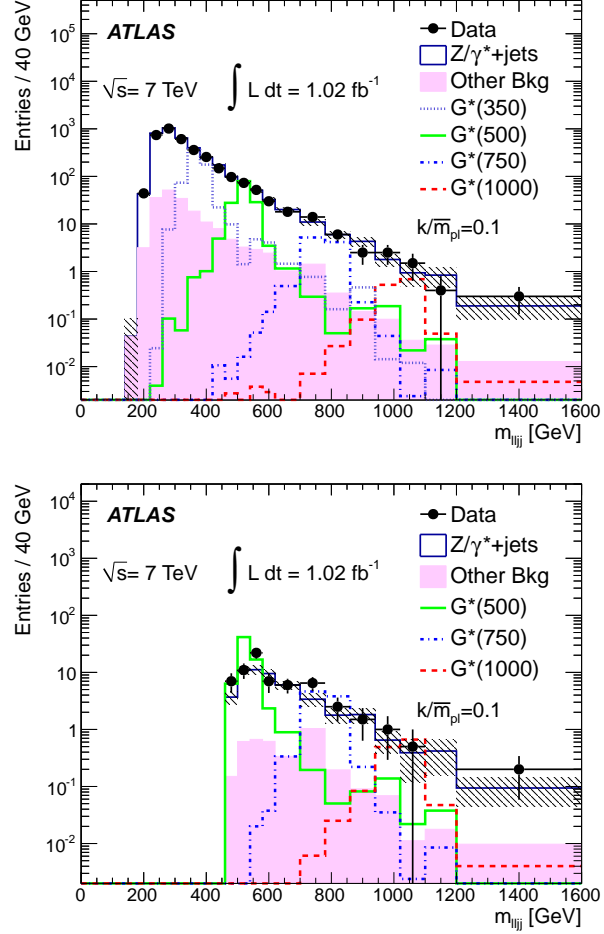 Entries / 40 GeV
10⁵
10⁴
10³
10²
10
1
10⁻¹
10⁻²
ATLAS
√s= 7 TeV ∫ L dt = 1.02 fb⁻¹
Data
Z/γ*+jets
Other Bkg
G*(350)
G*(500)
G*(750)
G*(1000)
k/m̅pl=0.1
0 200 400 600 800 1000 1200 1400 1600
mlljj [GeV]
Entries / 40 GeV
10⁴
10³
10²
10
1
10⁻¹
10⁻²
ATLAS
√s= 7 TeV ∫ L dt = 1.02 fb⁻¹
Data
Z/γ*+jets
Other Bkg
G*(500)
G*(750)
G*(1000)
k/m̅pl=0.1
0 200 400 600 800 1000 1200 1400 1600
mlljj [GeV]